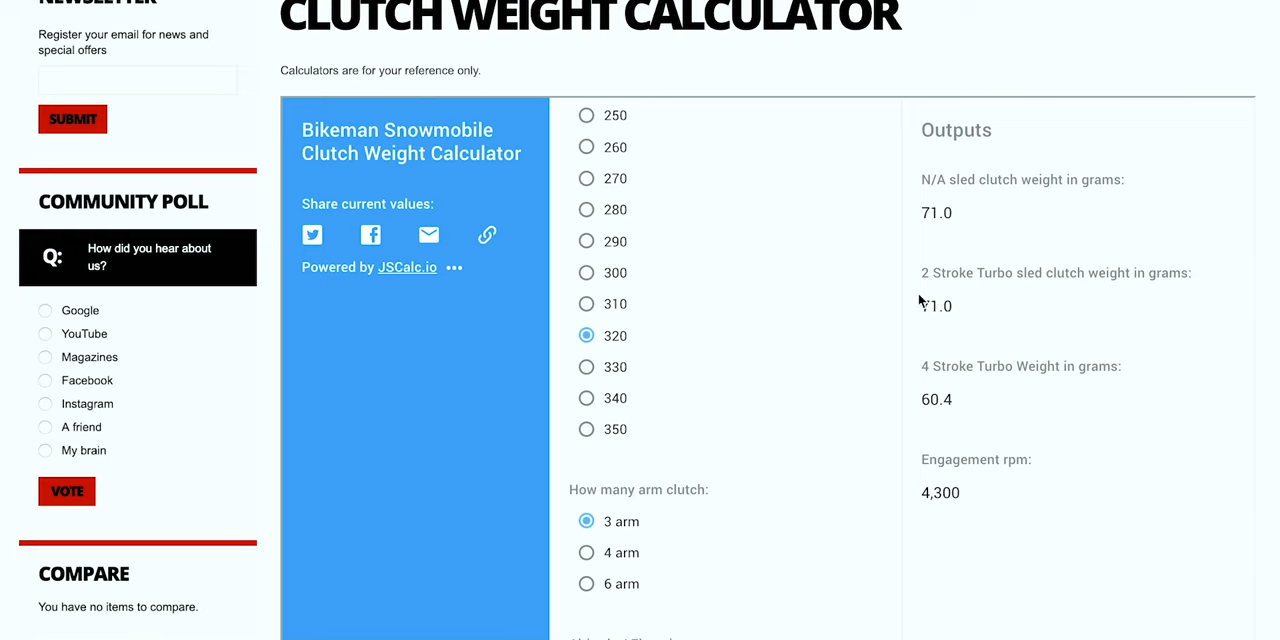 NEWSLETTER
Register your email for news and
special offers
SUBMIT
COMMUNITY POLL
Q:
How did you hear about
us?
Google
YouTube
Magazines
Facebook
Instagram
A friend
My brain
VOTE
COMPARE
You have no items to compare.
CLUTCH WEIGHT CALCULATOR
Calculators are for your reference only.
Bikeman Snowmobile
Clutch Weight Calculator
Share current values:
Powered by JSCalc.io •••
250
260
270
280
290
300
310
320
330
340
350
How many arm clutch:
3 arm
4 arm
6 arm
Outputs
N/A sled clutch weight in grams:
71.0
2 Stroke Turbo sled clutch weight in grams:
71.0
4 Stroke Turbo Weight in grams:
60.4
Engagement rpm:
4,300